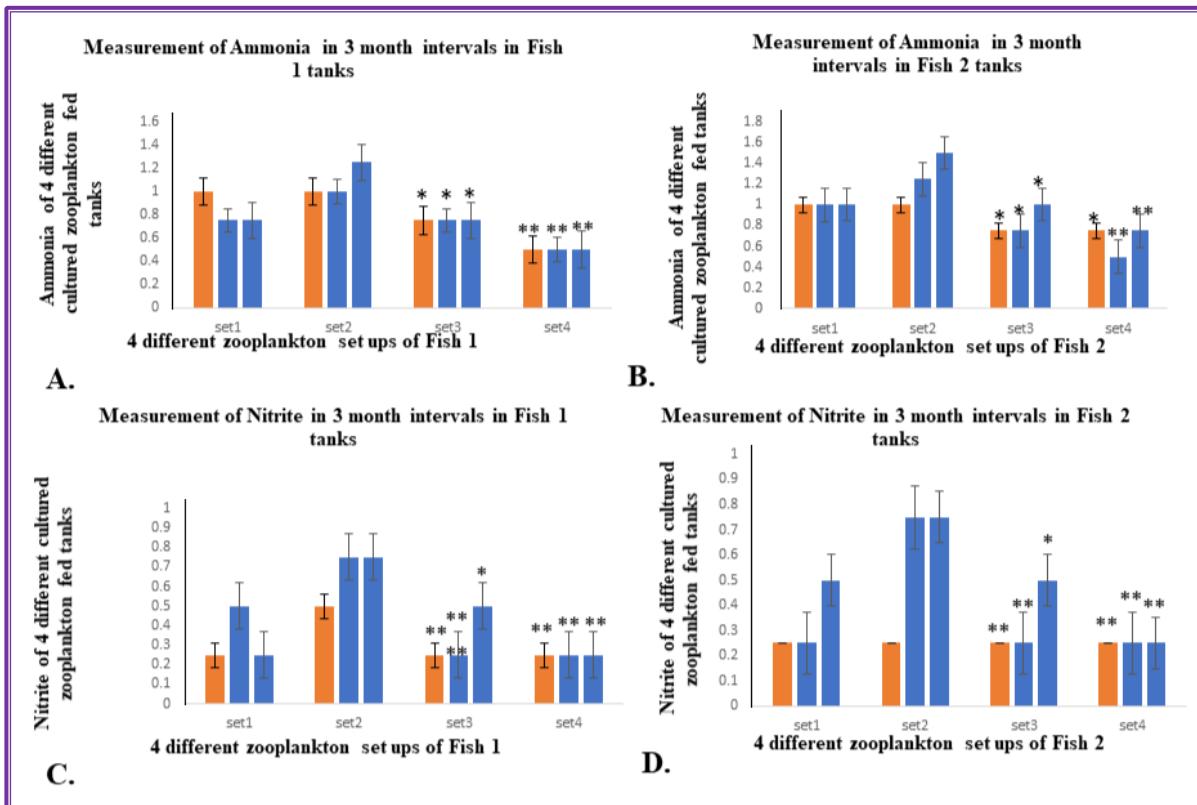 Measurement of Ammonia in 3 month intervals in Fish
1 tanks
Ammonia of 4 different
cultured zooplankton fed
tanks
1.6
1.4
1.2
1
0.8
0.6
0.4
0.2
0
* * *
** ** **
set1 set2 set3 set4
4 different zooplankton set ups of Fish 1
A.
Measurement of Ammonia in 3 month
intervals in Fish 2 tanks
Ammonia of 4 different
cultured zooplankton fed tanks
1.8
1.6
1.4
1.2
1
0.8
0.6
0.4
0.2
0
* * *
* ** **
set1 set2 set3 set4
4 different zooplankton set ups of Fish 2
B.
Measurement of Nitrite in 3 month intervals in Fish 1
tanks
Nitrite of 4 different cultured
zooplankton fed tanks
1
0.9
0.8
0.7
0.6
0.5
0.4
0.3
0.2
0.1
0
** ** *
**
** ** **
set1 set2 set3 set4
4 different zooplankton set ups of Fish 1
C.
Measurement of Nitrite in 3 month intervals in Fish 2
tanks
Nitrite of 4 different cultured
zooplankton fed tanks
1
0.9
0.8
0.7
0.6
0.5
0.4
0.3
0.2
0.1
0
** ** *
** ** **
set1 set2 set3 set4
4 different zooplankton set ups of Fish 2
D.